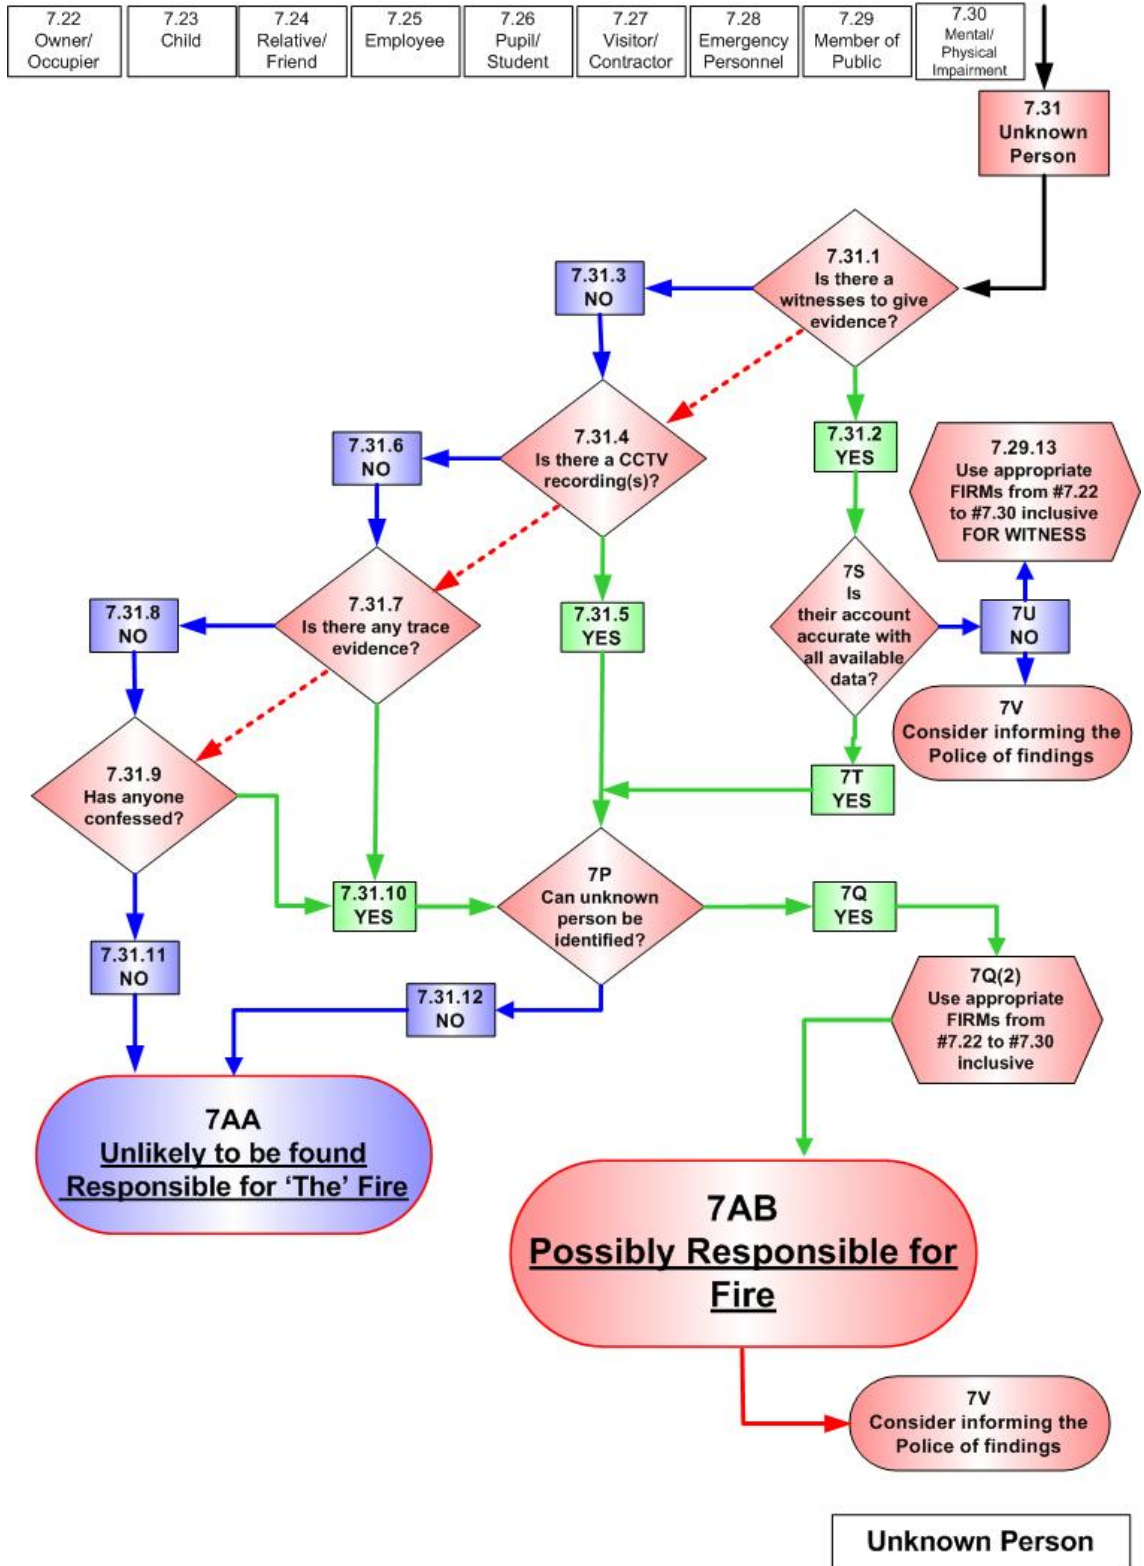 7.22
Owner/
Occupier
7.23
Child
7.24
Relative/
Friend
7.25
Employee
7.26
Pupil/
Student
7.27
Visitor/
Contractor
7.28
Emergency
Personnel
7.29
Member of
Public
7.30
Mental/
Physical
Impairment
7.31
Unknown
Person
7.31.1
Is there a
witnesses to give
evidence?
7.31.3
NO
7.31.2
YES
7.31.4
Is there a CCTV
recording(s)?
7.31.6
NO
7.29.13
Use appropriate
FIRMs from #7.22
to #7.30 inclusive
FOR WITNESS
7S
Is
their account
accurate with
all available
data?
7U
NO
7.31.5
YES
7.31.7
Is there any trace
evidence?
7.31.8
NO
7V
Consider informing the
Police of findings
7T
YES
7.31.9
Has anyone
confessed?
7.31.10
YES
7P
Can unknown
person be
identified?
7Q
YES
7.31.11
NO
7.31.12
NO
7Q(2)
Use appropriate
FIRMs from
#7.22 to #7.30
inclusive
7AA
Unlikely to be found
Responsible for ‘The’ Fire
7AB
Possibly Responsible for
Fire
7V
Consider informing the
Police of findings
Unknown Person